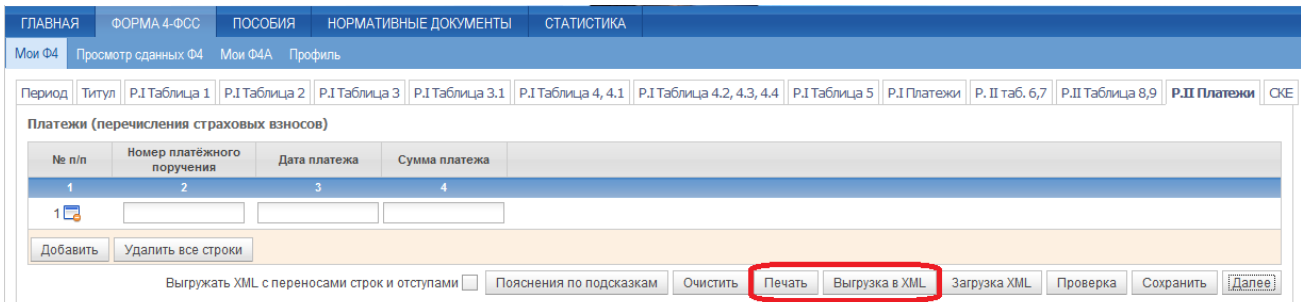 ГЛАВНАЯ ФОРМА 4-ФСС ПОСОБИЯ НОРМАТИВНЫЕ ДОКУМЕНТЫ СТАТИСТИКА
Мои Ф4 Просмотр сданных Ф4 Мои Ф4А Профиль
Период Титул Р.I Таблица 1 Р.I Таблица 2 Р.I Таблица 3 Р.I Таблица 3.1 Р.I Таблица 4, 4.1 Р.I Таблица 4.2, 4.3, 4.4 Р.I Таблица 5 Р.I Платежи Р. II таб. 6,7 Р.II Таблица 8,9 Р.II Платежи СКЕ
Платежи (перечисления страховых взносов)
№ п/п Номер платёжного поручения Дата платежа Сумма платежа
1 2 3 4
1
Добавить Удалить все строки
Выгружать XML с переносами строк и отступами Пояснения по подсказкам Очистить Печать Выгрузка в XML Загрузка XML Проверка Сохранить Далее